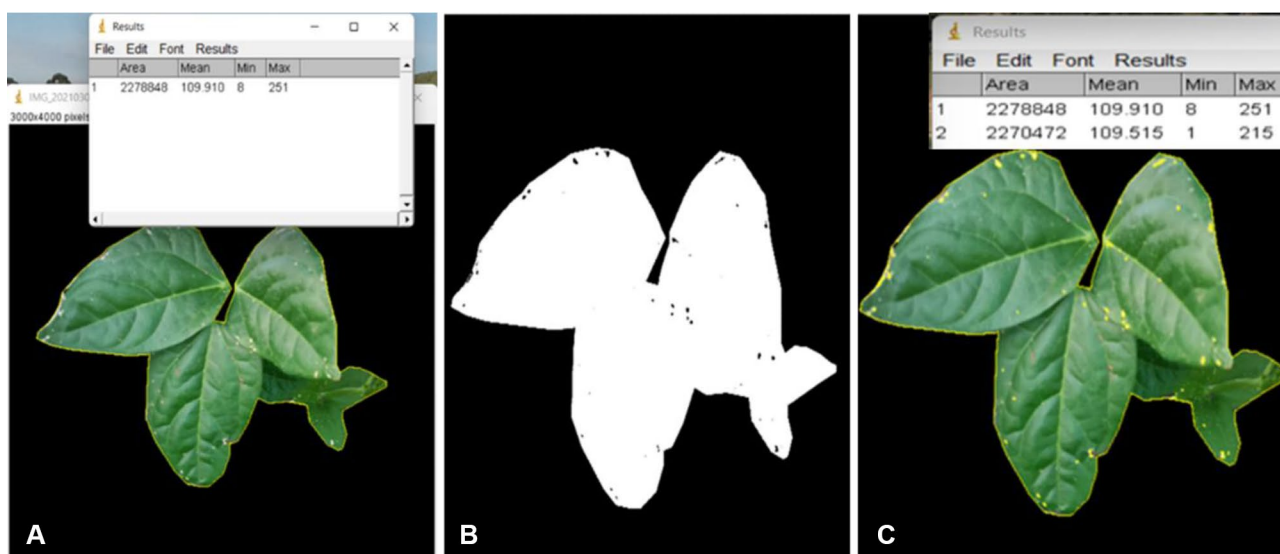 Results
File Edit Font Results
Area Mean Min Max
1 2278848 109.910 8 251
3000x4000 pixels
A
B
Results
File Edit Font Results
Area Mean Min Max
1 2278848 109.910 8 251
2 2270472 109.515 1 215
C